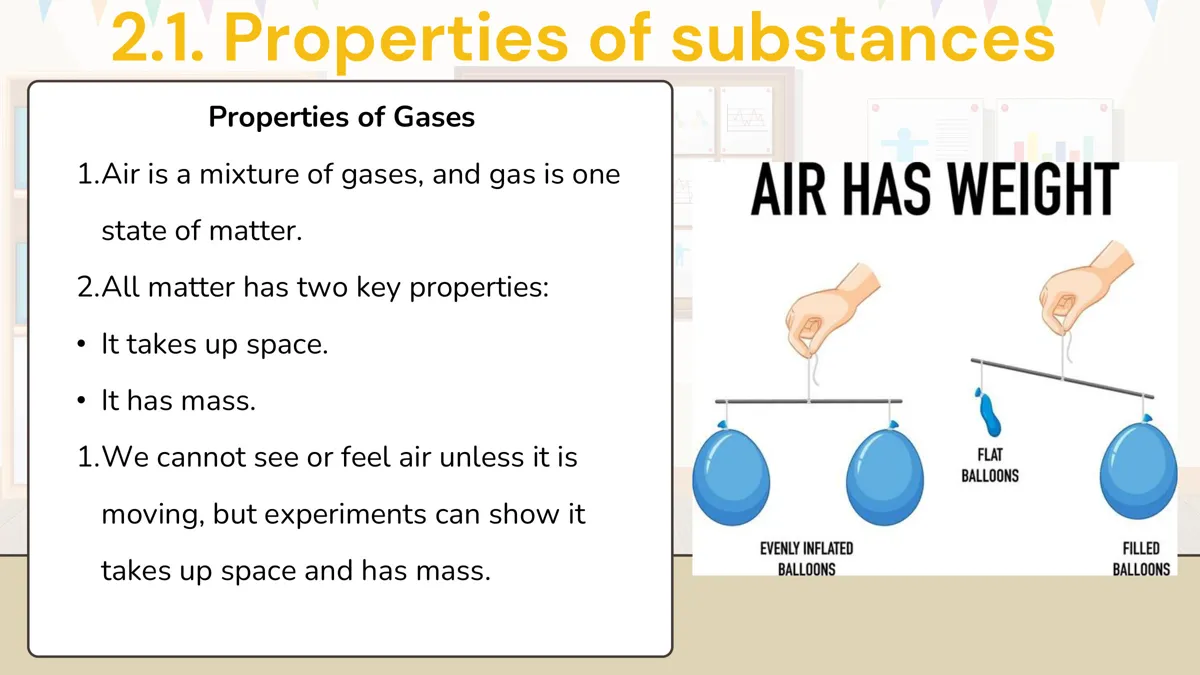 2.1. Properties of substances
Properties of Gases
1.Air is a mixture of gases, and gas is one
state of matter.
2.All matter has two key properties:
• It takes up space.
• It has mass.
1.We cannot see or feel air unless it is
moving, but experiments can show it
takes up space and has mass.
AIR HAS WEIGHT
FLAT
BALLOONS
EVENLY INFLATED
BALLOONS
FILLED
BALLOONS